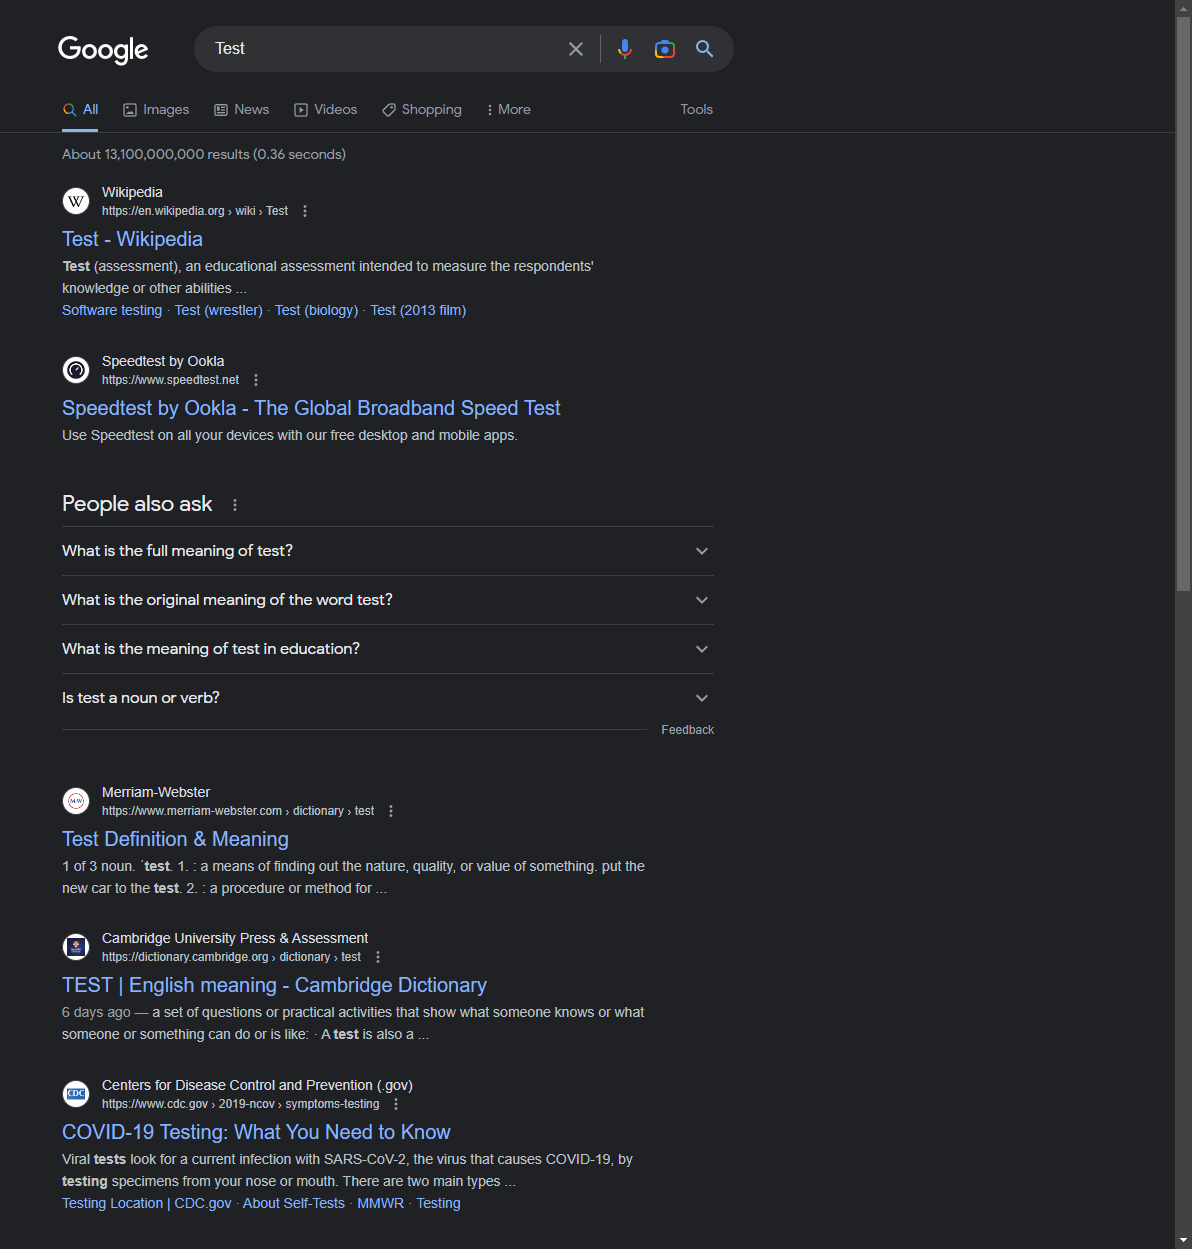 Google
Test
All
Images
News
Videos
Shopping
More
Tools
About 13,100,000,000 results (0.36 seconds)
W
Wikipedia
https://en.wikipedia.org › wiki › Test
Test - Wikipedia
Test (assessment), an educational assessment intended to measure the respondents'
knowledge or other abilities ...
Software testing · Test (wrestler) · Test (biology) · Test (2013 film)
Speedtest by Ookla
https://www.speedtest.net
Speedtest by Ookla - The Global Broadband Speed Test
Use Speedtest on all your devices with our free desktop and mobile apps.
People also ask
What is the full meaning of test?
What is the original meaning of the word test?
What is the meaning of test in education?
Is test a noun or verb?
Feedback
M-W
Merriam-Webster
https://www.merriam-webster.com › dictionary › test
Test Definition & Meaning
1 of 3 noun. ˈtest. 1. : a means of finding out the nature, quality, or value of something. put the
new car to the test. 2. : a procedure or method for ...
Cambridge University Press & Assessment
https://dictionary.cambridge.org › dictionary › test
TEST | English meaning - Cambridge Dictionary
6 days ago — a set of questions or practical activities that show what someone knows or what
someone or something can do or is like: · A test is also a ...
CDC
Centers for Disease Control and Prevention (.gov)
https://www.cdc.gov › 2019-ncov › symptoms-testing
COVID-19 Testing: What You Need to Know
Viral tests look for a current infection with SARS-CoV-2, the virus that causes COVID-19, by
testing specimens from your nose or mouth. There are two main types ...
Testing Location | CDC.gov · About Self-Tests · MMWR · Testing